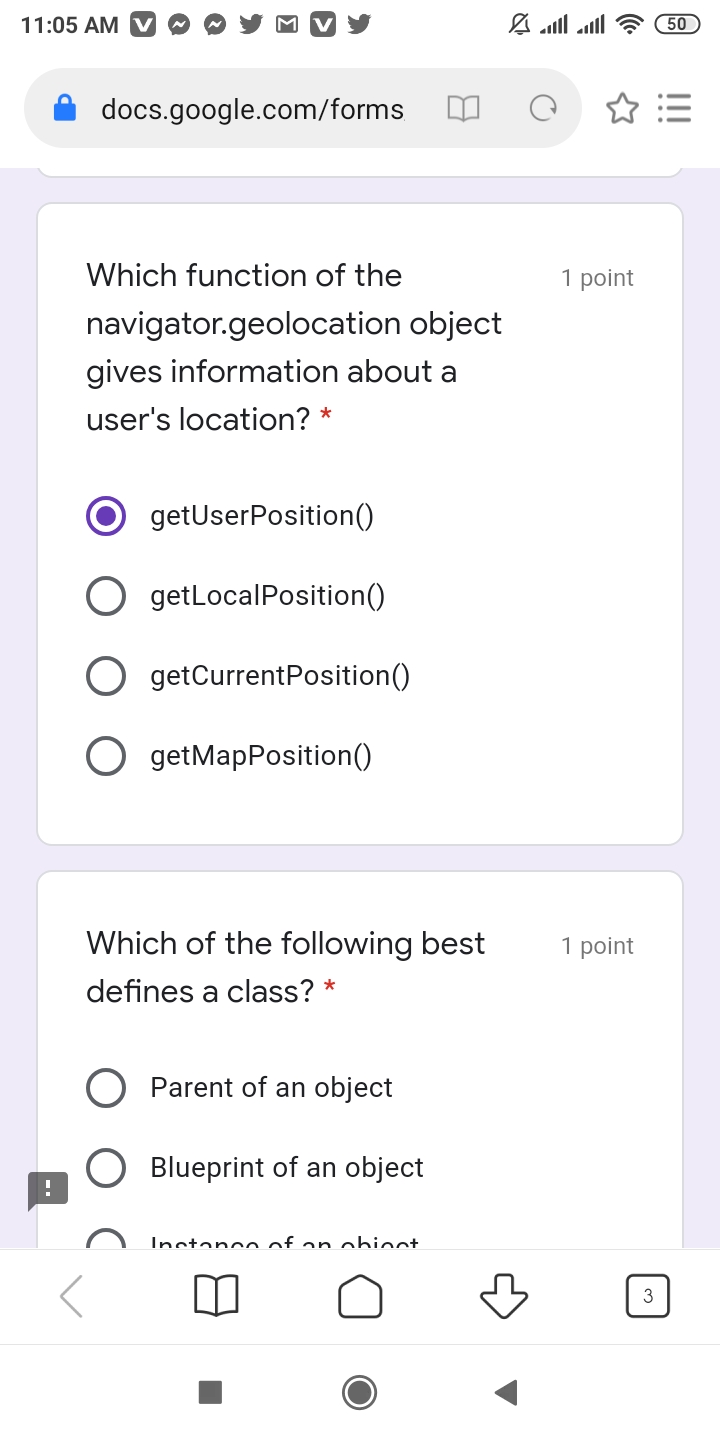 11:05 AM
50
docs.google.com/forms
Which function of the
navigator.geolocation object
gives information about a
user's location? *
1 point
getUserPosition()
getLocalPosition()
getCurrentPosition()
getMapPosition()
Which of the following best
defines a class? *
1 point
Parent of an object
Blueprint of an object
Instance of an object
3